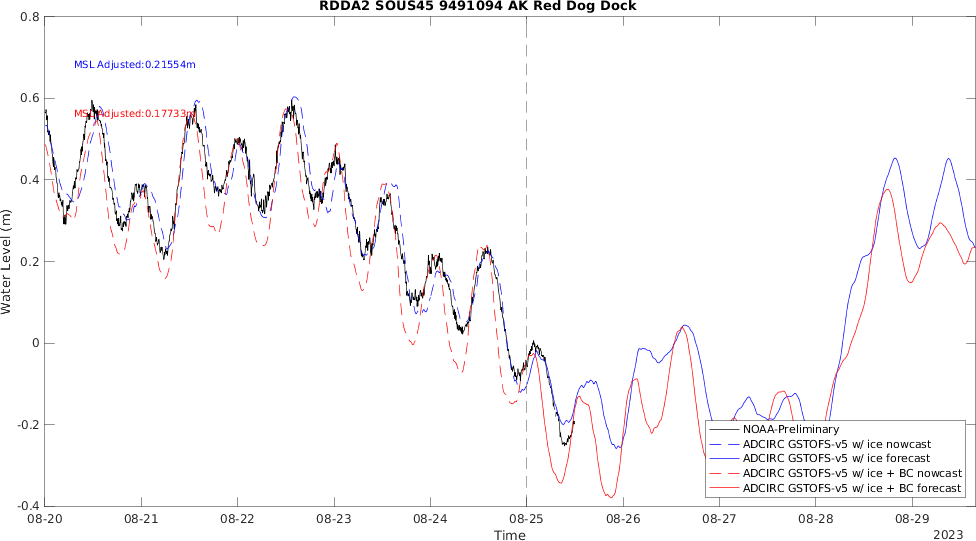 RDDA2 SOUS45 9491094 AK Red Dog Dock
0.8
MSL Adjusted:0.21554m
0.6
MSL Adjusted:0.17733m
0.4
0.2
0
-0.2
-0.4
Water Level (m)
NOAA-Preliminary
ADCIRC GSTOFS-v5 w/ ice nowcast
ADCIRC GSTOFS-v5 w/ ice forecast
ADCIRC GSTOFS-v5 w/ ice + BC nowcast
ADCIRC GSTOFS-v5 w/ ice + BC forecast
08-20 08-21 08-22 08-23 08-24 08-25 08-26 08-27 08-28 08-29
Time
2023